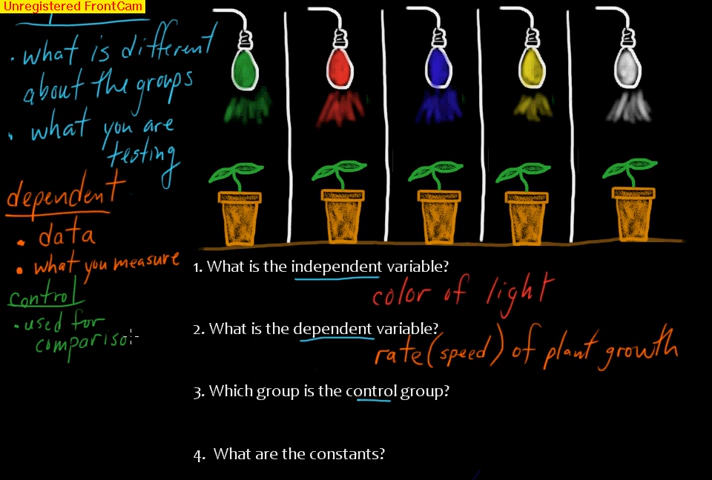 Unregistered FrontCam
• what is different
about the groups
• what you are
testing
dependent
• data
• what you measure
control
• used for
compariso
1. What is the independent variable?
color of light
2. What is the dependent variable?
rate (speed) of plant growth
3. Which group is the control group?
4. What are the constants?